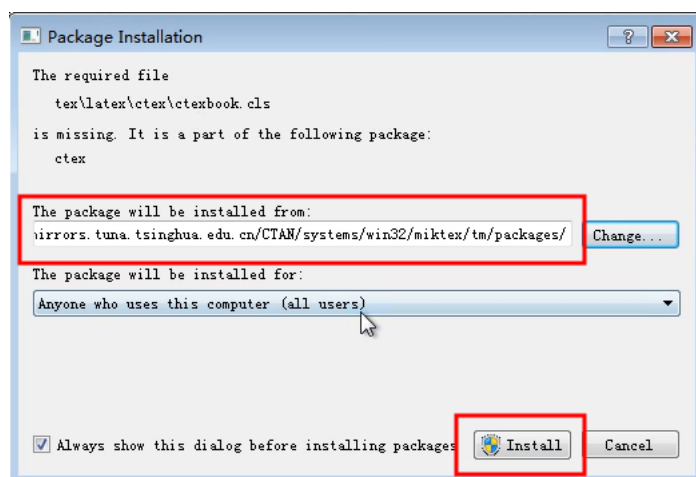 Package Installation
The required file
tex\latex\ctex\ctexbook.cls
is missing. It is a part of the following package:
ctex
The package will be installed from:
irrors.tuna.tsinghua.edu.cn/CTAN/systems/win32/miktex/tm/packages/
Change...
The package will be installed for:
Anyone who uses this computer (all users)
Always show this dialog before installing packages
Install
Cancel